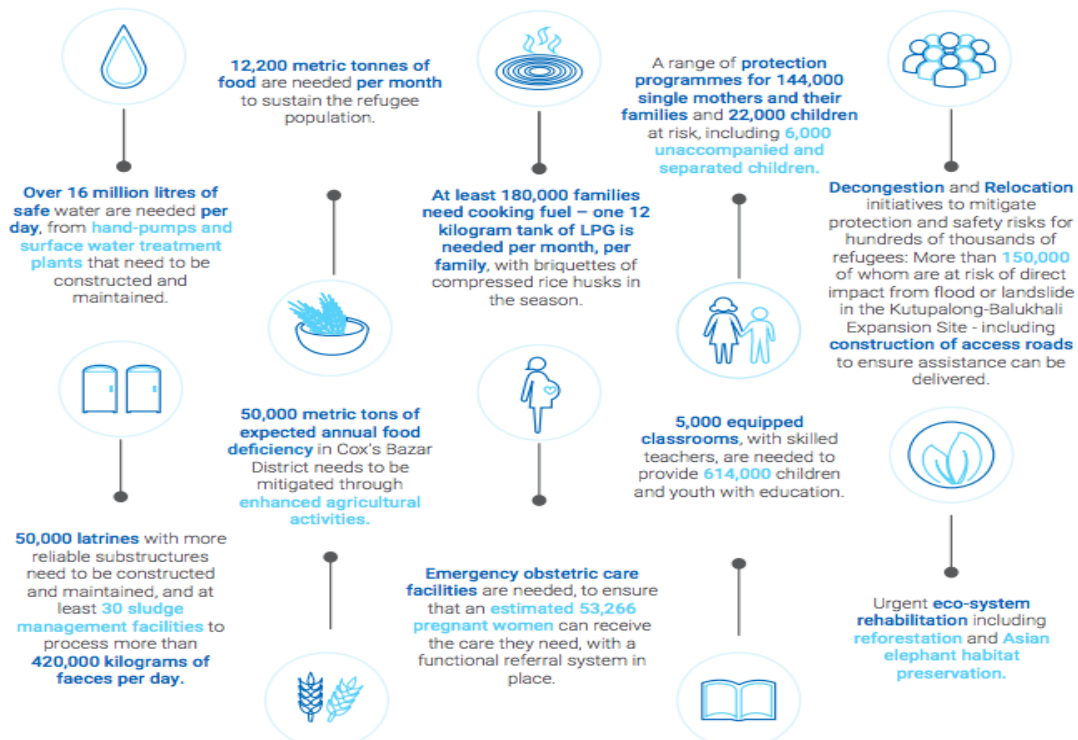 Over 16 million litres of
safe water are needed per
day, from hand-pumps and
surface water treatment
plants that need to be
constructed and
maintained.
50,000 latrines with more
reliable substructures
need to be constructed
and maintained, and at
least 30 sludge
management facilities to
process more than
420,000 kilograms of
faeces per day.
12,200 metric tonnes of
food are needed per month
to sustain the refugee
population.
50,000 metric tons of
expected annual food
deficiency in Cox's Bazar
District needs to be
mitigated through
enhanced agricultural
activities.
At least 180,000 families
need cooking fuel – one 12
kilogram tank of LPG is
needed per month, per
family, with briquettes of
compressed rice husks in
the season.
Emergency obstetric care
facilities are needed, to ensure
that an estimated 53,266
pregnant women can receive
the care they need, with a
functional referral system in
place.
A range of protection
programmes for 144,000
single mothers and their
families and 22,000 children
at risk, including 6,000
unaccompanied and
separated children.
5,000 equipped
classrooms, with skilled
teachers, are needed to
provide 614,000 children
and youth with education.
Decongestion and Relocation
initiatives to mitigate
protection and safety risks for
hundreds of thousands of
refugees: More than 150,000
of whom are at risk of direct
impact from flood or landslide
in the Kutupalong-Balukhali
Expansion Site - including
construction of access roads
to ensure assistance can be
delivered.
Urgent eco-system
rehabilitation including
reforestation and Asian
elephant habitat
preservation.